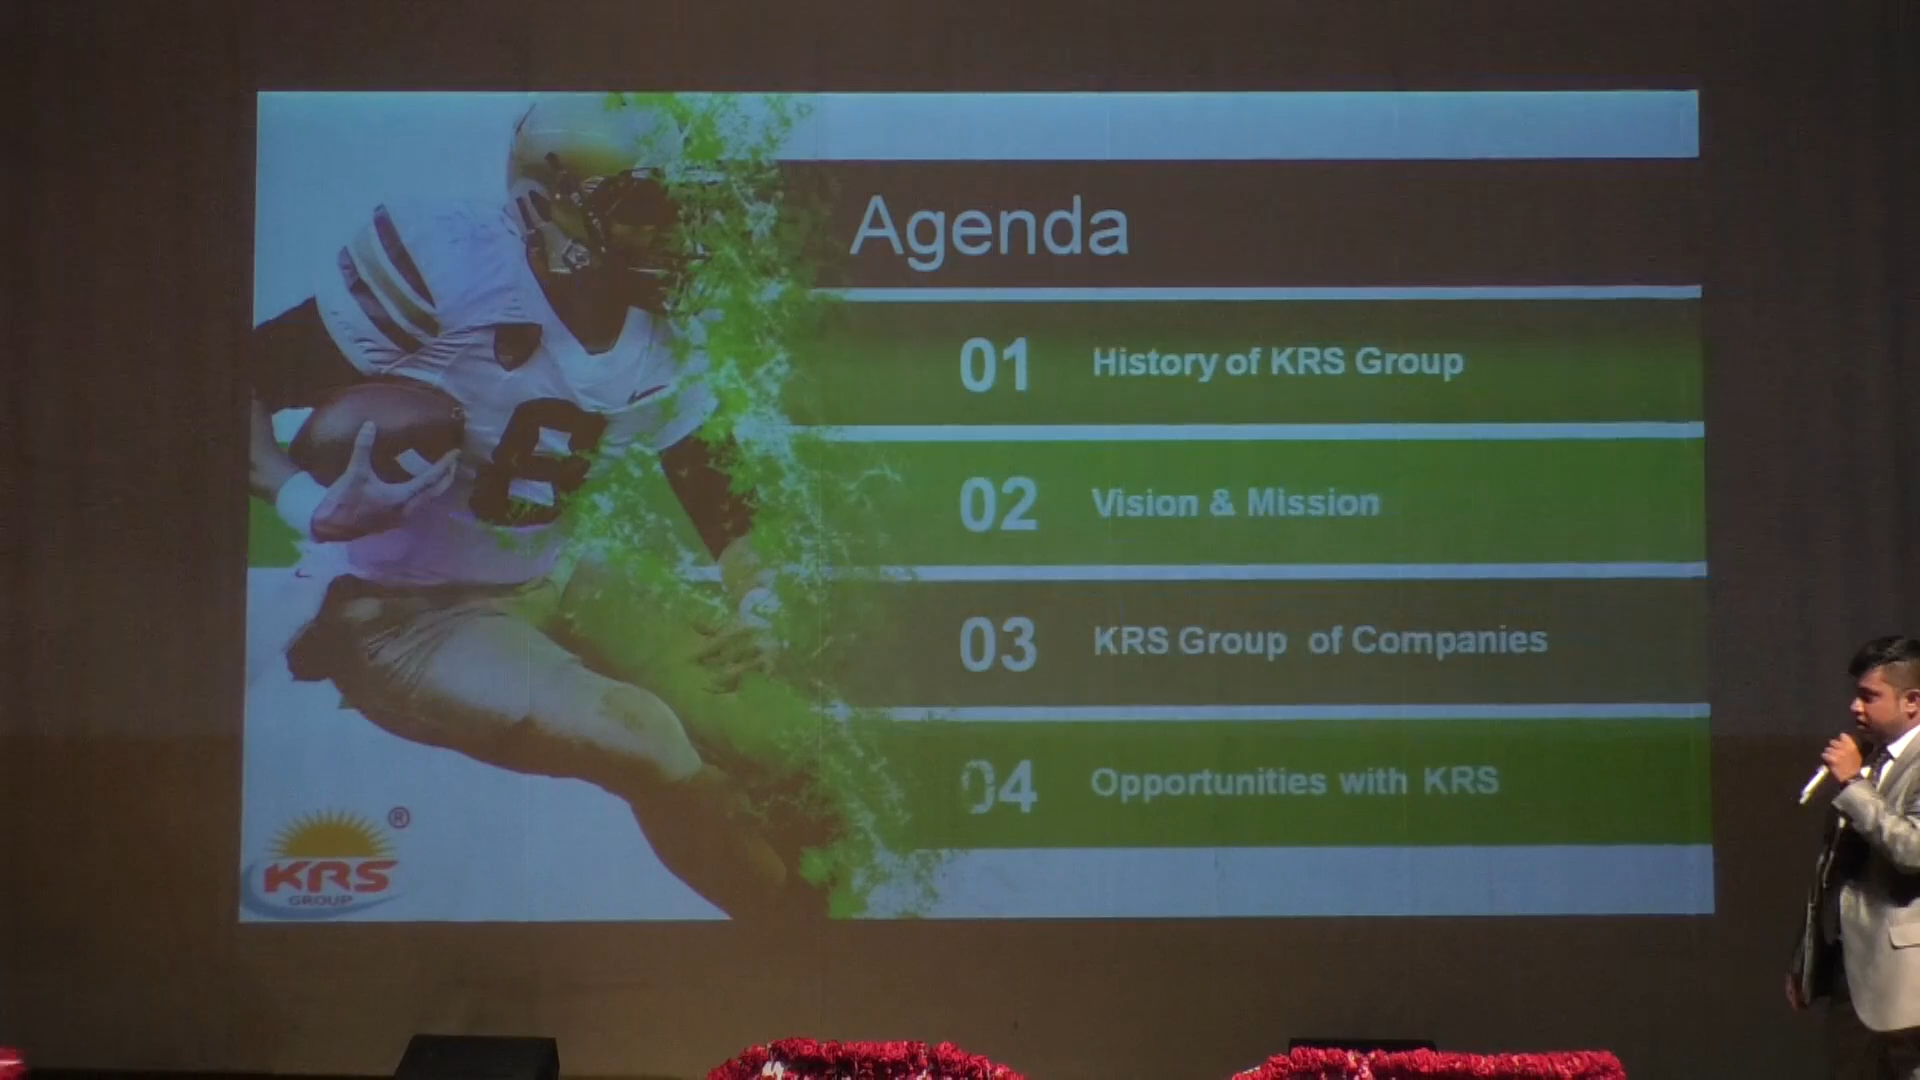 Agenda
01 History of KRS Group
02 Vision & Mission
03 KRS Group of Companies
04 Opportunities with KRS
8
®
KRS
GROUP